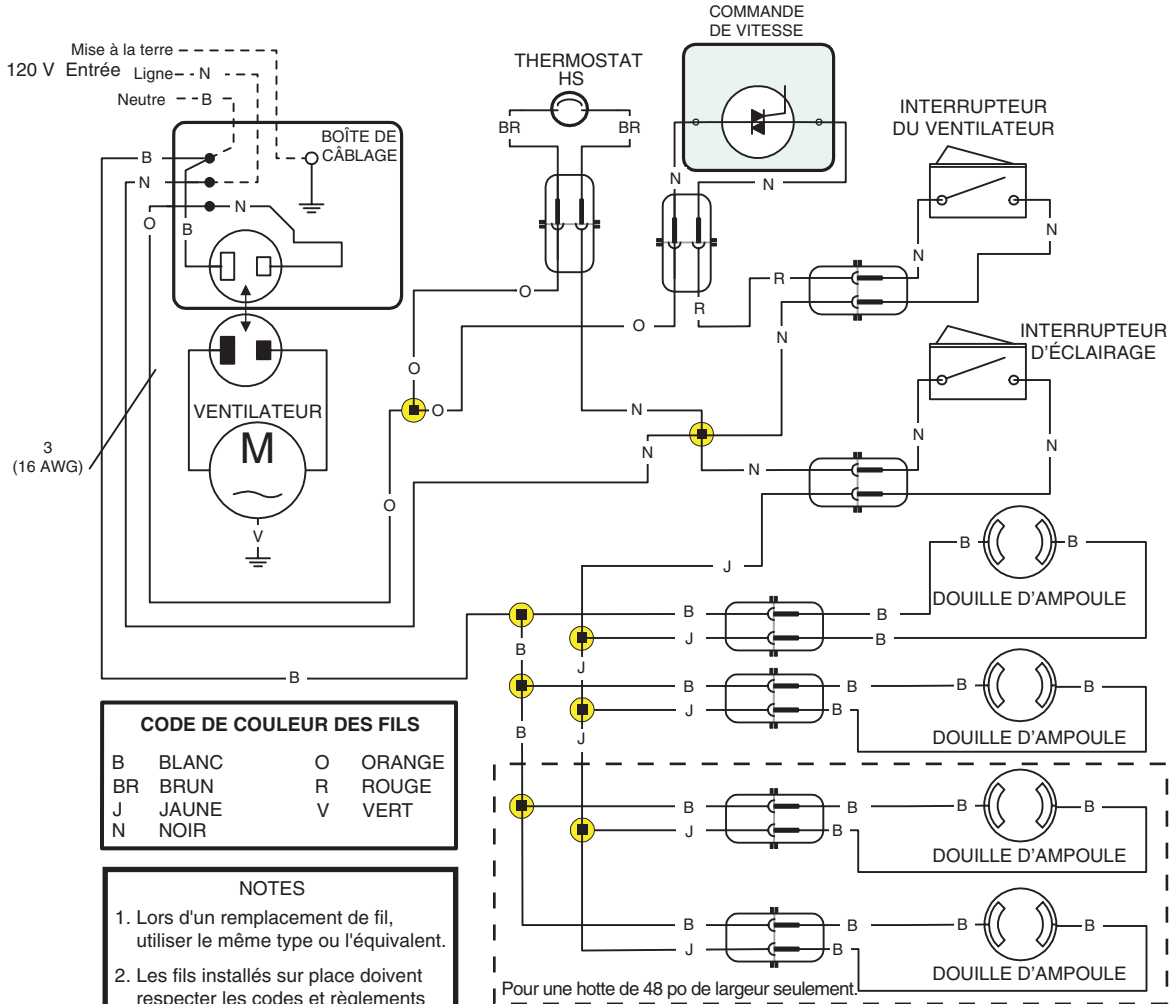 COMMANDE
DE VITESSE
Mise à la terre
120 V Entrée Ligne N
Neutre B
THERMOSTAT
HS
BR BR
INTERRUPTEUR
DU VENTILATEUR
BOÎTE DE
CÂBLAGE
B
N
O
N
B
N
N
N
N
O
R
R
O
N
INTERRUPTEUR
D'ÉCLAIRAGE
O
O
VENTILATEUR
M
3
(16 AWG)
N
N
N
N
N
O
V
J
B B
DOUILLE D'AMPOULE
B B
J B
B
J
B
B B B B
J B
DOUILLE D'AMPOULE
B
J
B B B B
J B
DOUILLE D'AMPOULE
B B B B
J B
DOUILLE D'AMPOULE
Pour une hotte de 48 po de largeur seulement.
CODE DE COULEUR DES FILS
B BLANC O ORANGE
BR BRUN R ROUGE
J JAUNE V VERT
N NOIR
NOTES
1. Lors d'un remplacement de fil,
utiliser le même type ou l'équivalent.
2. Les fils installés sur place doivent
respecter les codes et règlements